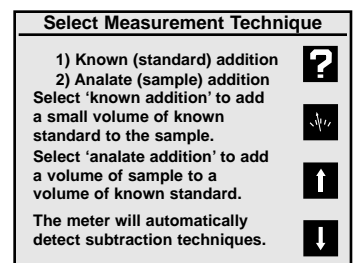 Select Measurement Technique
1) Known (standard) addition
2) Analate (sample) addition
Select ‘known addition’ to add
a small volume of known
standard to the sample.
Select ‘analate addition’ to add
a volume of sample to a
volume of known standard.
The meter will automatically
detect subtraction techniques.
?